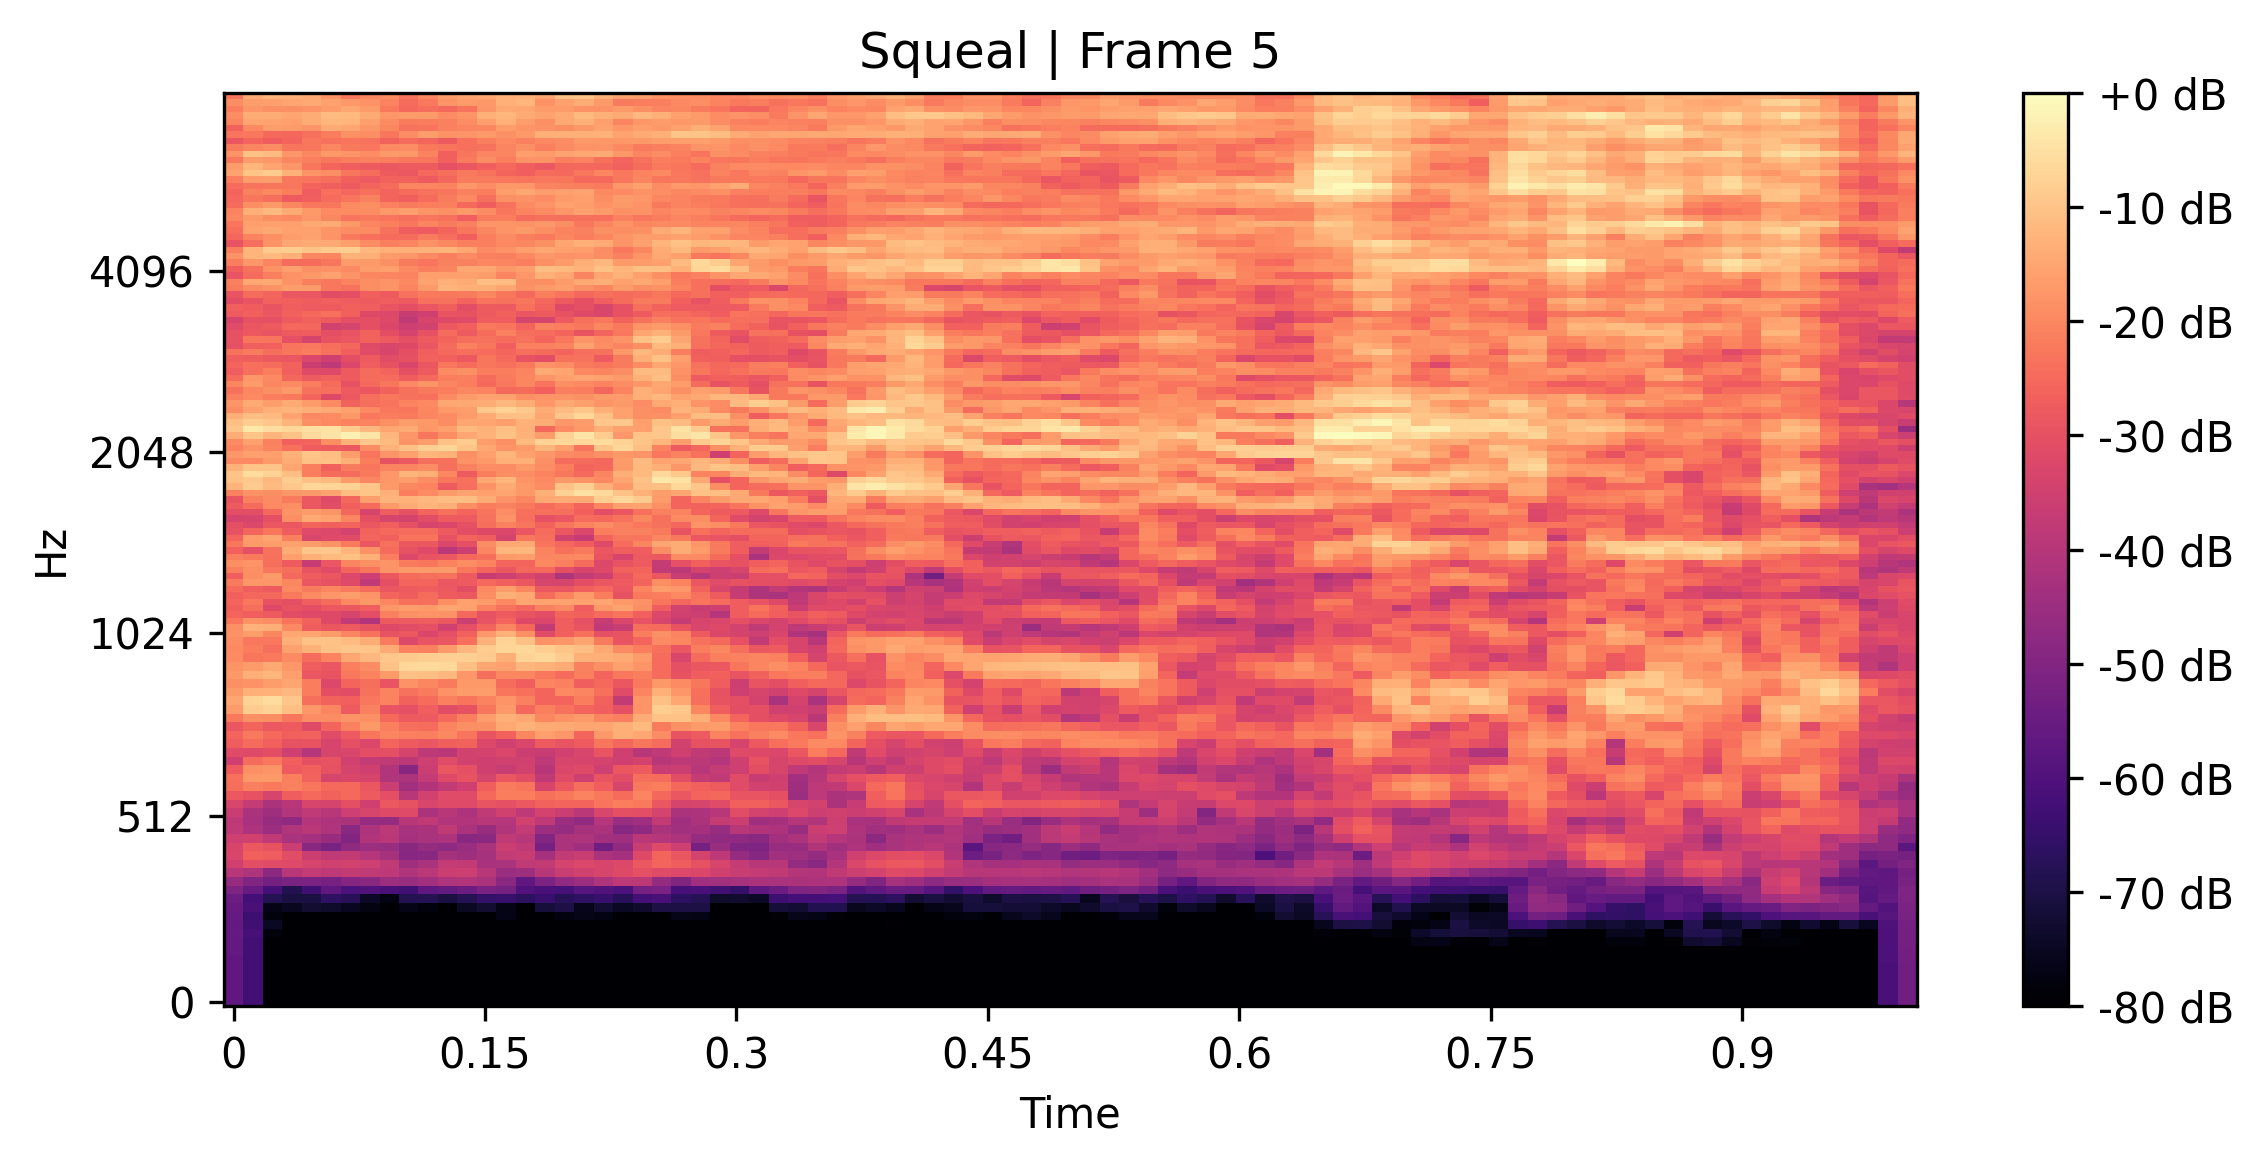 Squeal | Frame 5
Hz
4096
2048
1024
512
0
0 0.15 0.3 0.45 0.6 0.75 0.9
Time
+0 dB
-10 dB
-20 dB
-30 dB
-40 dB
-50 dB
-60 dB
-70 dB
-80 dB